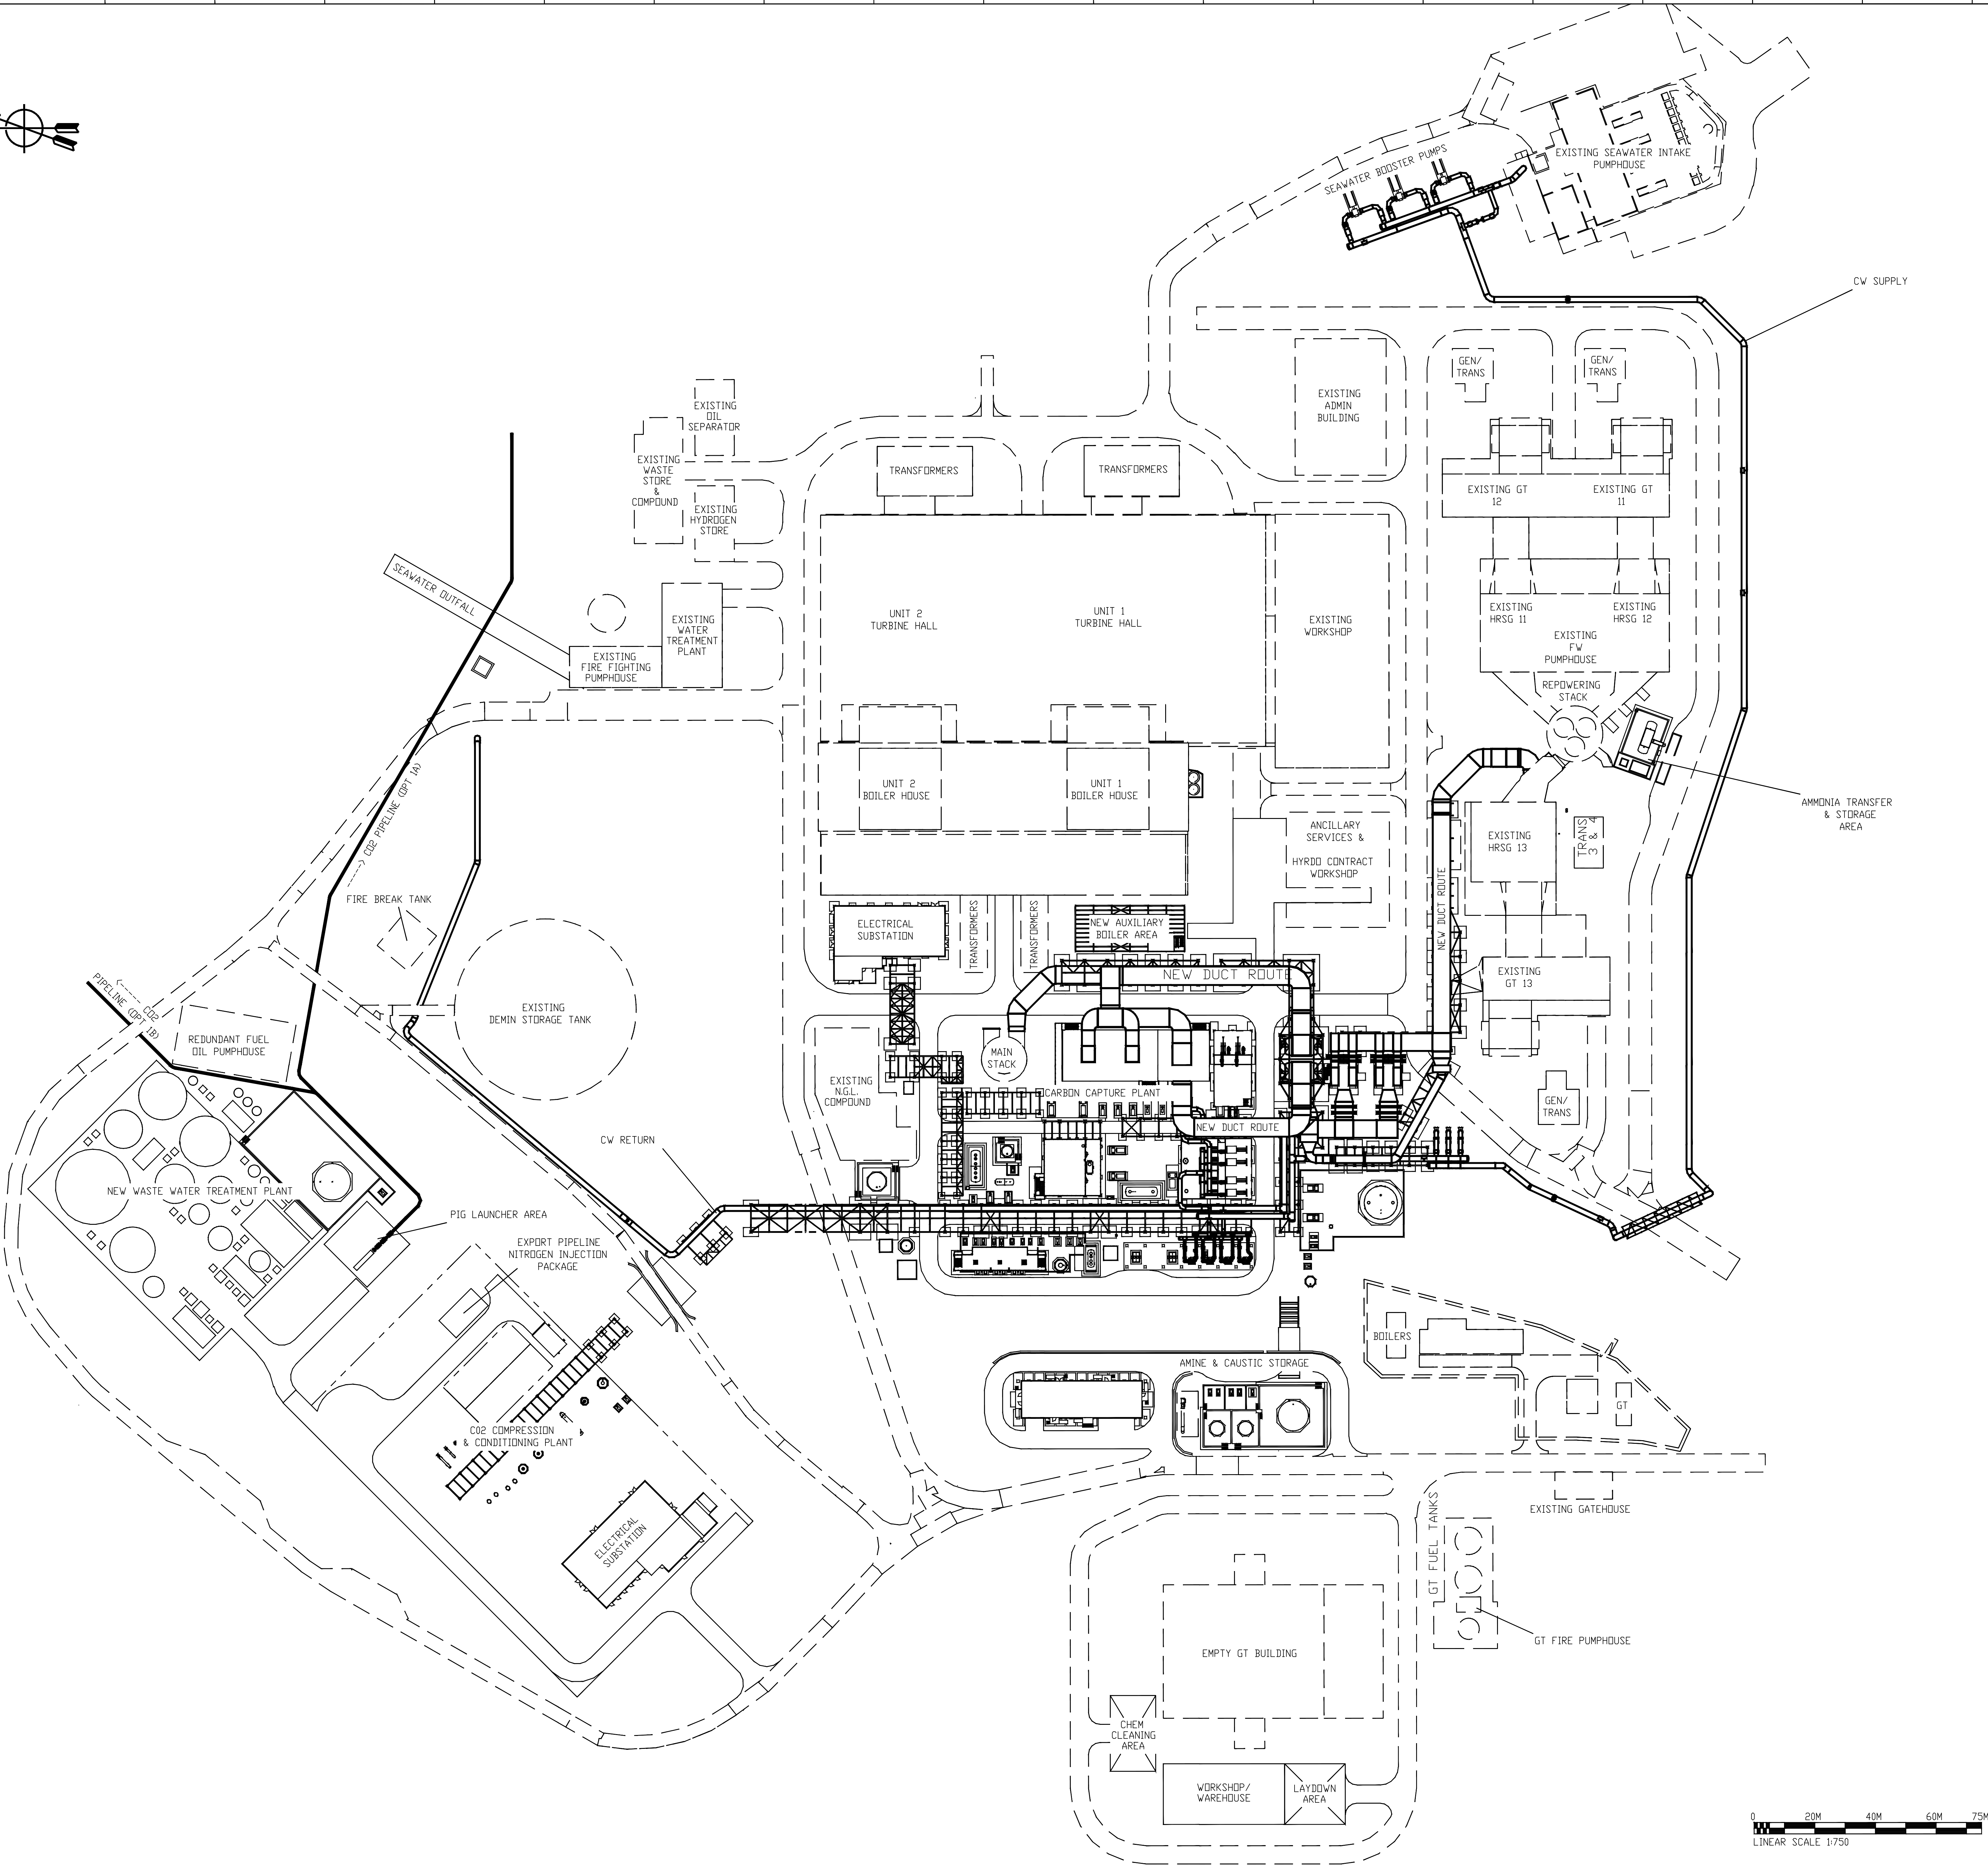 EXISTING SEAWATER INTAKE
PUMPHOUSE
SEAWATER BOOSTER PUMPS
CW SUPPLY
GEN/
TRANS
GEN/
TRANS
EXISTING
ADMIN
BUILDING
EXISTING
OIL
SEPARATOR
EXISTING
WASTE
STORE
&
COMPOUND
EXISTING
HYDROGEN
STORE
TRANSFORMERS
TRANSFORMERS
EXISTING GT
12
EXISTING GT
11
SEAWATER OUTFALL
EXISTING
WATER
TREATMENT
PLANT
EXISTING
FIRE FIGHTING
PUMPHOUSE
UNIT 2
TURBINE HALL
UNIT 1
TURBINE HALL
EXISTING
WORKSHOP
EXISTING
HRSG 11
EXISTING
HRSG 12
EXISTING
FW
PUMPHOUSE
REPOWERING
STACK
-----> CO2 PIPELINE (OPT 1A)
UNIT 2
BOILER HOUSE
UNIT 1
BOILER HOUSE
AMMONIA TRANSFER
& STORAGE
AREA
ANCILLARY
SERVICES &
HYRDO CONTRACT
WORKSHOP
EXISTING
HRSG 13
TRANS
3 & 4
NEW DUCT ROUTE
FIRE BREAK TANK
ELECTRICAL
SUBSTATION
TRANSFORMERS
TRANSFORMERS
NEW AUXILIARY
BOILER AREA
NEW DUCT ROUTE
EXISTING
GT 13
<----- CO2
PIPELINE (OPT 1B)
EXISTING
DEMIN STORAGE TANK
REDUNDANT FUEL
OIL PUMPHOUSE
MAIN
STACK
EXISTING
N.G.L.
COMPOUND
CARBON CAPTURE PLANT
GEN/
TRANS
NEW DUCT ROUTE
CW RETURN
NEW WASTE WATER TREATMENT PLANT
PIG LAUNCHER AREA
EXPORT PIPELINE
NITROGEN INJECTION
PACKAGE
BOILERS
AMINE & CAUSTIC STORAGE
GT
CO2 COMPRESSION
& CONDITIONING PLANT
EXISTING GATEHOUSE
GT FUEL TANKS
ELECTRICAL
SUBSTATION
GT FIRE PUMPHOUSE
EMPTY GT BUILDING
CHEM
CLEANING
AREA
WORKSHOP/
WAREHOUSE
LAYDOWN
AREA
0 20M 40M 60M 75M
LINEAR SCALE 1:750